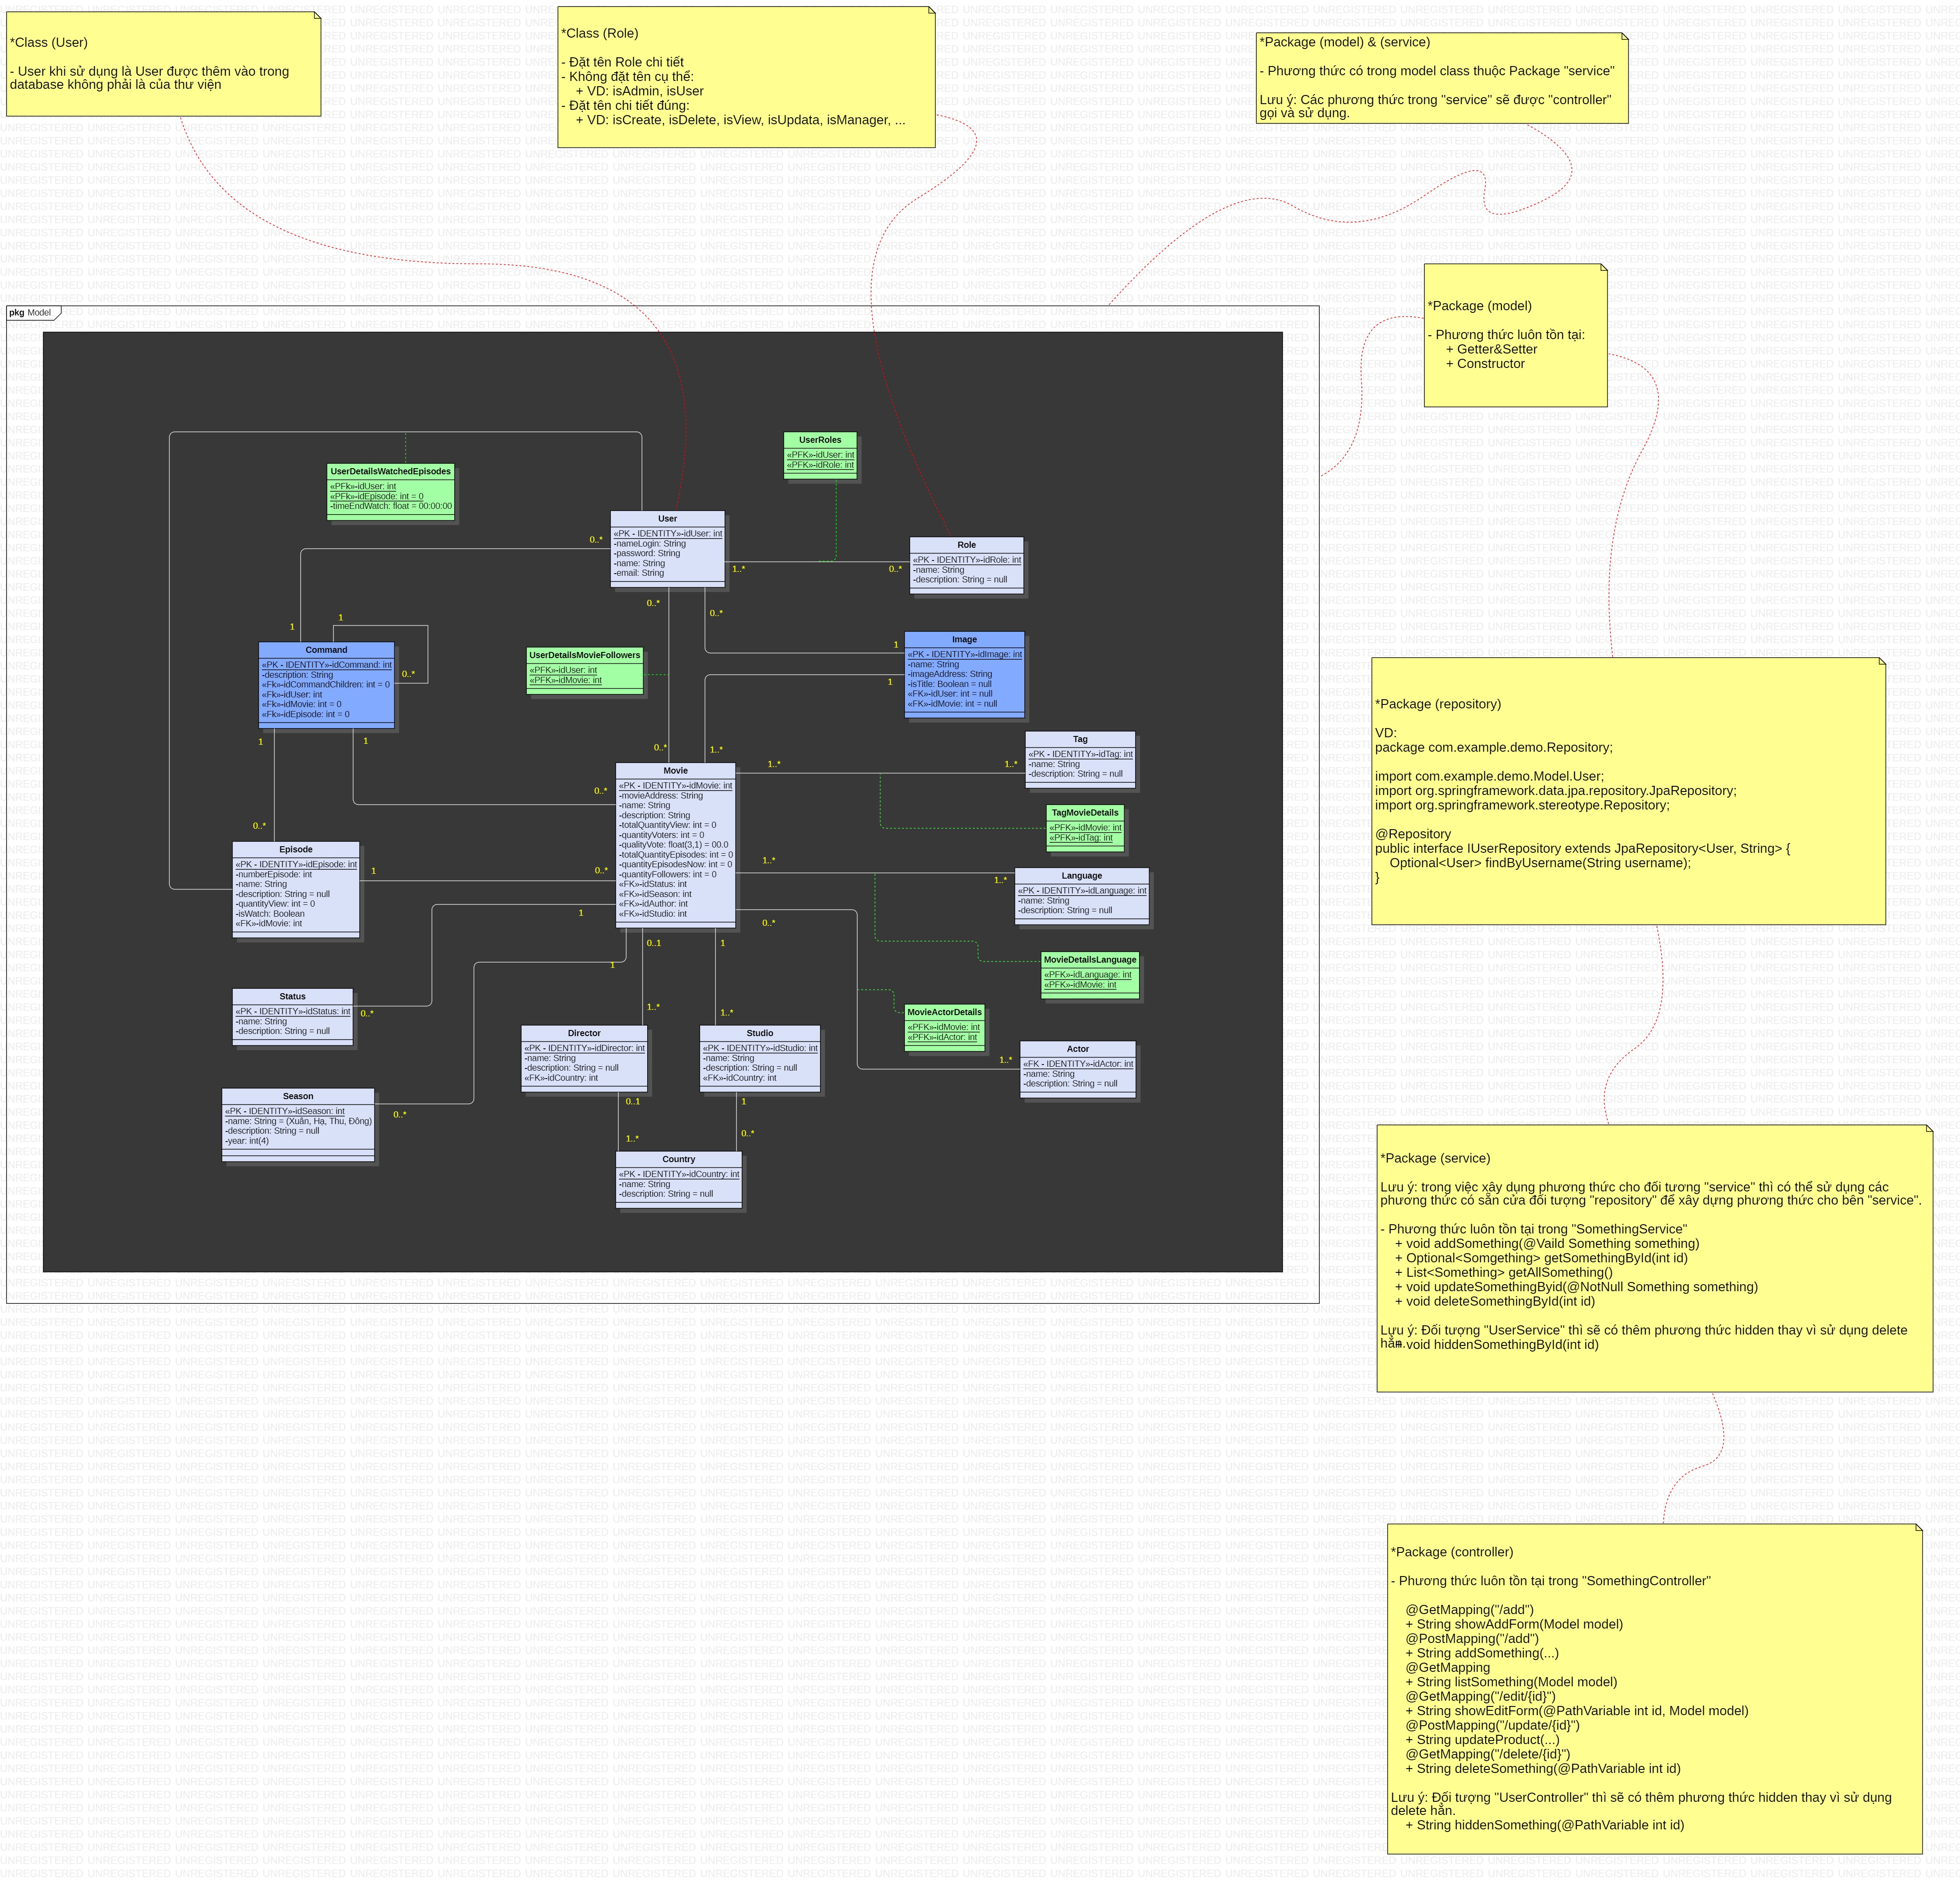 *Class (User)
- User khi sử dụng là User được thêm vào trong
database không phải là của thư viện
*Class (Role)
- Đặt tên Role chi tiết
- Không đặt tên cụ thể:
+ VD: isAdmin, isUser
- Đặt tên chi tiết đúng:
+ VD: isCreate, isDelete, isView, isUpdata, isManager, ...
*Package (model) & (service)
- Phương thức có trong model class thuộc Package "service"
Lưu ý: Các phương thức trong "service" sẽ được "controller"
gọi và sử dụng.
*Package (model)
- Phương thức luôn tồn tại:
+ Getter&Setter
+ Constructor
pkg Model
UserRoles
«PFK»-idUser: int
«PFK»-idRole: int
UserDetailsWatchedEpisodes
«PFk»-idUser: int
«PFk»-idEpisode: int = 0
-timeEndWatch: float = 00:00:00
User
«PK - IDENTITY»-idUser: int
-nameLogin: String
-password: String
-name: String
-email: String
0..*
1..*
0..*
Role
«PK - IDENTITY»-idRole: int
-name: String
-description: String = null
0..*
0..*
1
1
1
Command
«PK - IDENTITY»-idCommand: int
-description: String
«Fk»-idCommandChildren: int = 0
«Fk»-idUser: int
«Fk»-idMovie: int = 0
«Fk»-idEpisode: int = 0
0..*
UserDetailsMovieFollowers
«PFK»-idUser: int
«PFK»-idMovie: int
Image
«PK - IDENTITY»-idImage: int
-name: String
-imageAddress: String
-isTitle: Boolean = null
«FK»-idUser: int = null
«FK»-idMovie: int = null
1
1
1
0..*
1..*
1..*
1..*
Tag
«PK - IDENTITY»-idTag: int
-name: String
-description: String = null
Movie
«PK - IDENTITY»-idMovie: int
-movieAddress: String
-name: String
-description: String
-totalQuantityView: int = 0
-quantityVoters: int = 0
-qualityVote: float(3,1) = 00.0
-totalQuantityEpisodes: int = 0
-quantityEpisodesNow: int = 0
-quantityFollowers: int = 0
«FK»-idStatus: int
«FK»-idSeason: int
«FK»-idAuthor: int
«FK»-idStudio: int
0..*
0..*
TagMovieDetails
«PFK»-idMovie: int
«PFK»-idTag: int
Episode
«PK - IDENTITY»-idEpisode: int
-numberEpisode: int
-name: String
-description: String = null
-quantityView: int = 0
-isWatch: Boolean
«FK»-idMovie: int
1
0..*
1..*
1..*
Language
«PK - IDENTITY»-idLanguage: int
-name: String
-description: String = null
1
0..*
0..1
1
1
MovieDetailsLanguage
«PFK»-idLanguage: int
«PFK»-idMovie: int
Status
«PK - IDENTITY»-idStatus: int
-name: String
-description: String = null
0..*
1..*
1..*
MovieActorDetails
«PFK»-idMovie: int
«PFK»-idActor: int
Director
«PK - IDENTITY»-idDirector: int
-name: String
-description: String = null
«FK»-idCountry: int
Studio
«PK - IDENTITY»-idStudio: int
-name: String
-description: String = null
«FK»-idCountry: int
1..*
Actor
«FK - IDENTITY»-idActor: int
-name: String
-description: String = null
Season
«PK - IDENTITY»-idSeason: int
-name: String = (Xuân, Hạ, Thu, Đông)
-description: String = null
-year: int(4)
0..*
0..1
1
1..*
0..*
Country
«PK - IDENTITY»-idCountry: int
-name: String
-description: String = null
*Package (repository)
VD:
package com.example.demo.Repository;
import com.example.demo.Model.User;
import org.springframework.data.jpa.repository.JpaRepository;
import org.springframework.stereotype.Repository;
@Repository
public interface IUserRepository extends JpaRepository<User, String> {
Optional<User> findByUsername(String username);
}
*Package (service)
Lưu ý: trong việc xây dụng phương thức cho đối tương "service" thì có thể sử dụng các
phương thức có sẵn cửa đối tượng "repository" để xây dựng phương thức cho bên "service".
- Phương thức luôn tồn tại trong "SomethingService"
+ void addSomething(@Vaild Something something)
+ Optional<Somgething> getSomethingById(int id)
+ List<Something> getAllSomething()
+ void updateSomethingByid(@NotNull Something something)
+ void deleteSomethingById(int id)
Lưu ý: Đối tượng "UserService" thì sẽ có thêm phương thức hidden thay vì sử dụng delete
hẳn.
+ void hiddenSomethingById(int id)
*Package (controller)
- Phương thức luôn tồn tại trong "SomethingController"
@GetMapping("/add")
+ String showAddForm(Model model)
@PostMapping("/add")
+ String addSomething(...)
@GetMapping
+ String listSomething(Model model)
@GetMapping("/edit/{id}")
+ String showEditForm(@PathVariable int id, Model model)
@PostMapping("/update/{id}")
+ String updateProduct(...)
@GetMapping("/delete/{id}")
+ String deleteSomething(@PathVariable int id)
Lưu ý: Đối tượng "UserController" thì sẽ có thêm phương thức hidden thay vì sử dụng
delete hẳn.
+ String hiddenSomething(@PathVariable int id)
UNREGISTERED